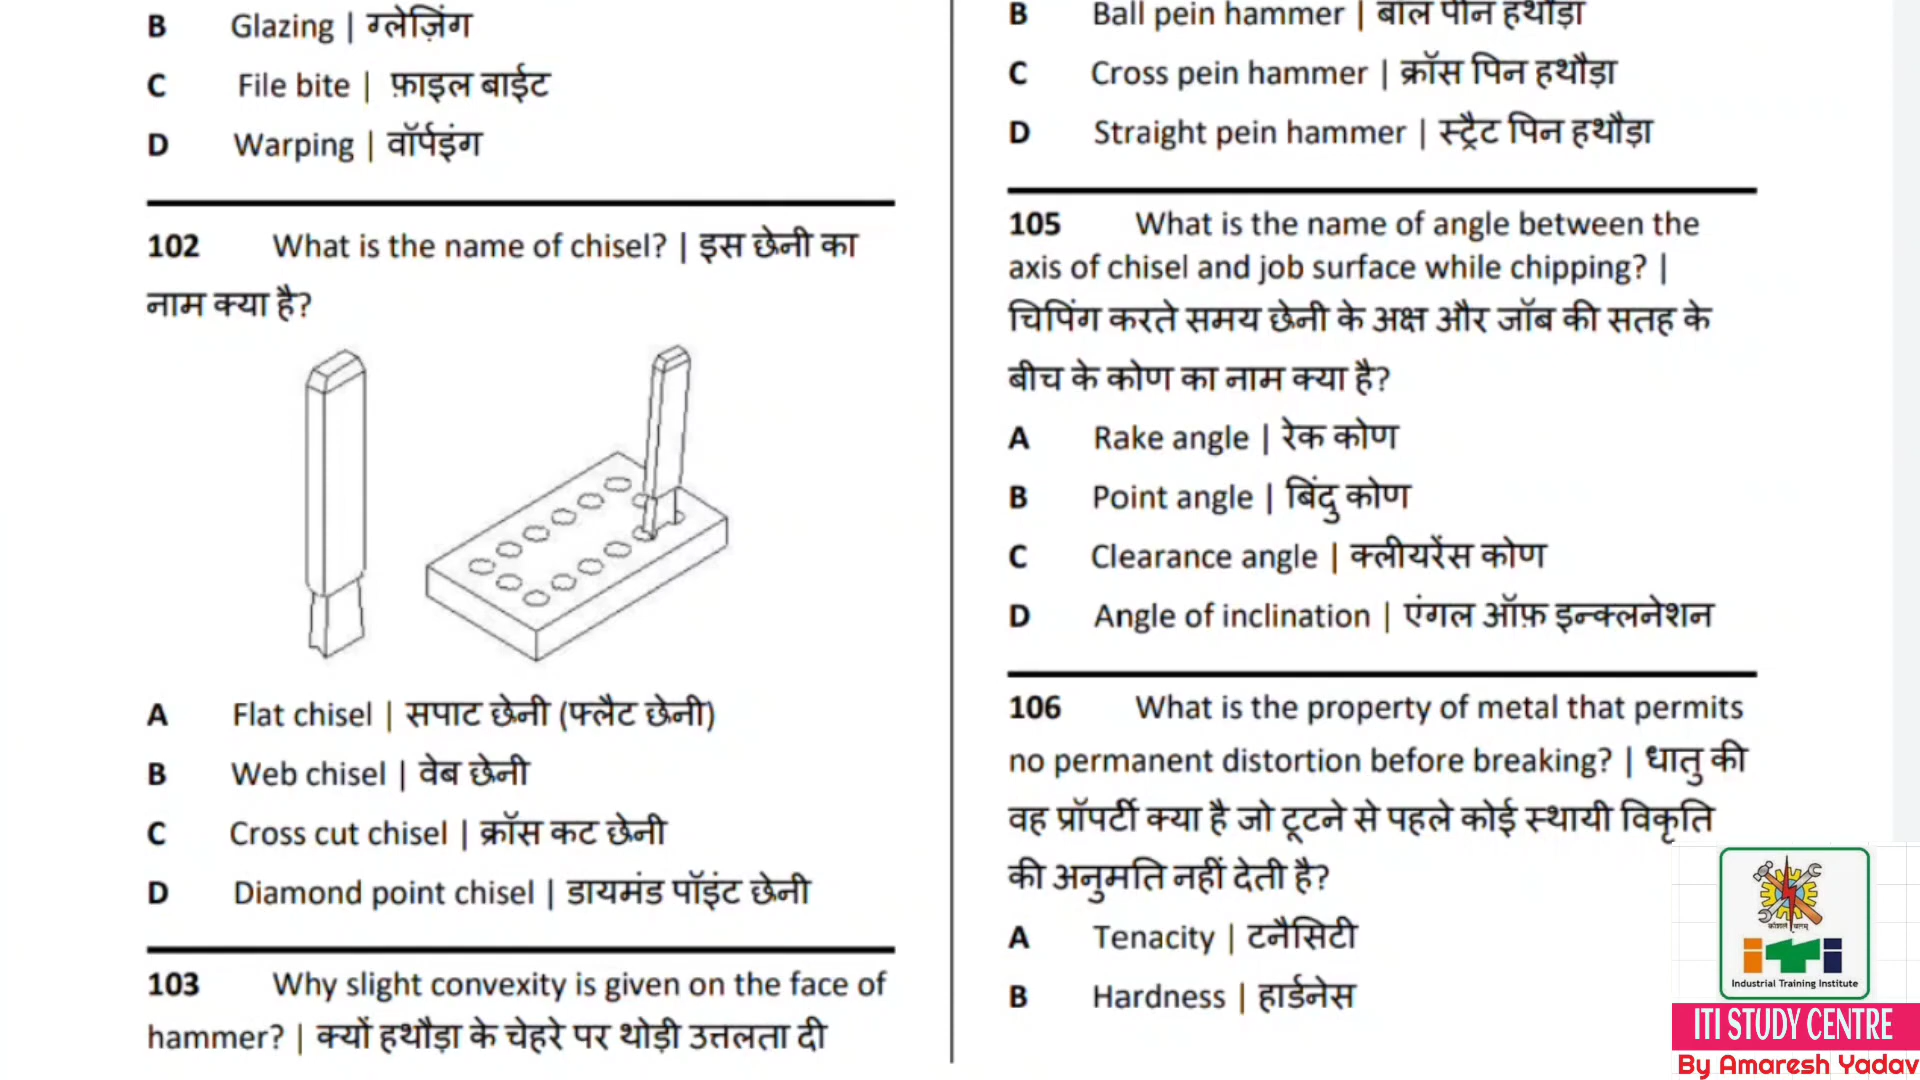 B Glazing | ग्लेज़िंग
C File bite | फ़ाइल बाईट
D Warping | वॉर्पइंग
102 What is the name of chisel? | इस छेनी का
नाम क्या है?
A Flat chisel | सपाट छेनी (फ्लैट छेनी)
B Web chisel | वेब छेनी
C Cross cut chisel | क्रॉस कट छेनी
D Diamond point chisel | डायमंड पॉइंट छेनी
103 Why slight convexity is given on the face of
hammer? | क्यों हथौड़ा के चेहरे पर थोड़ी उत्तलता दी
B Ball pein hammer | बॉल पीन हथौड़ा
C Cross pein hammer | क्रॉस पिन हथौड़ा
D Straight pein hammer | स्ट्रैट पिन हथौड़ा
105 What is the name of angle between the
axis of chisel and job surface while chipping? |
चिपिंग करते समय छेनी के अक्ष और जॉब की सतह के
बीच के कोण का नाम क्या है?
A Rake angle | रेक कोण
B Point angle | बिंदु कोण
C Clearance angle | क्लीयरेंस कोण
D Angle of inclination | एंगल ऑफ़ इन्क्लनेशन
106 What is the property of metal that permits
no permanent distortion before breaking? | धातु की
वह प्रॉपर्टी क्या है जो टूटने से पहले कोई स्थायी विकृति
की अनुमति नहीं देती है?
A Tenacity | टनैसिटी
B Hardness | हार्डनेस
iti
Industrial Training Institute
ITI STUDY CENTRE
By Amaresh Yadav